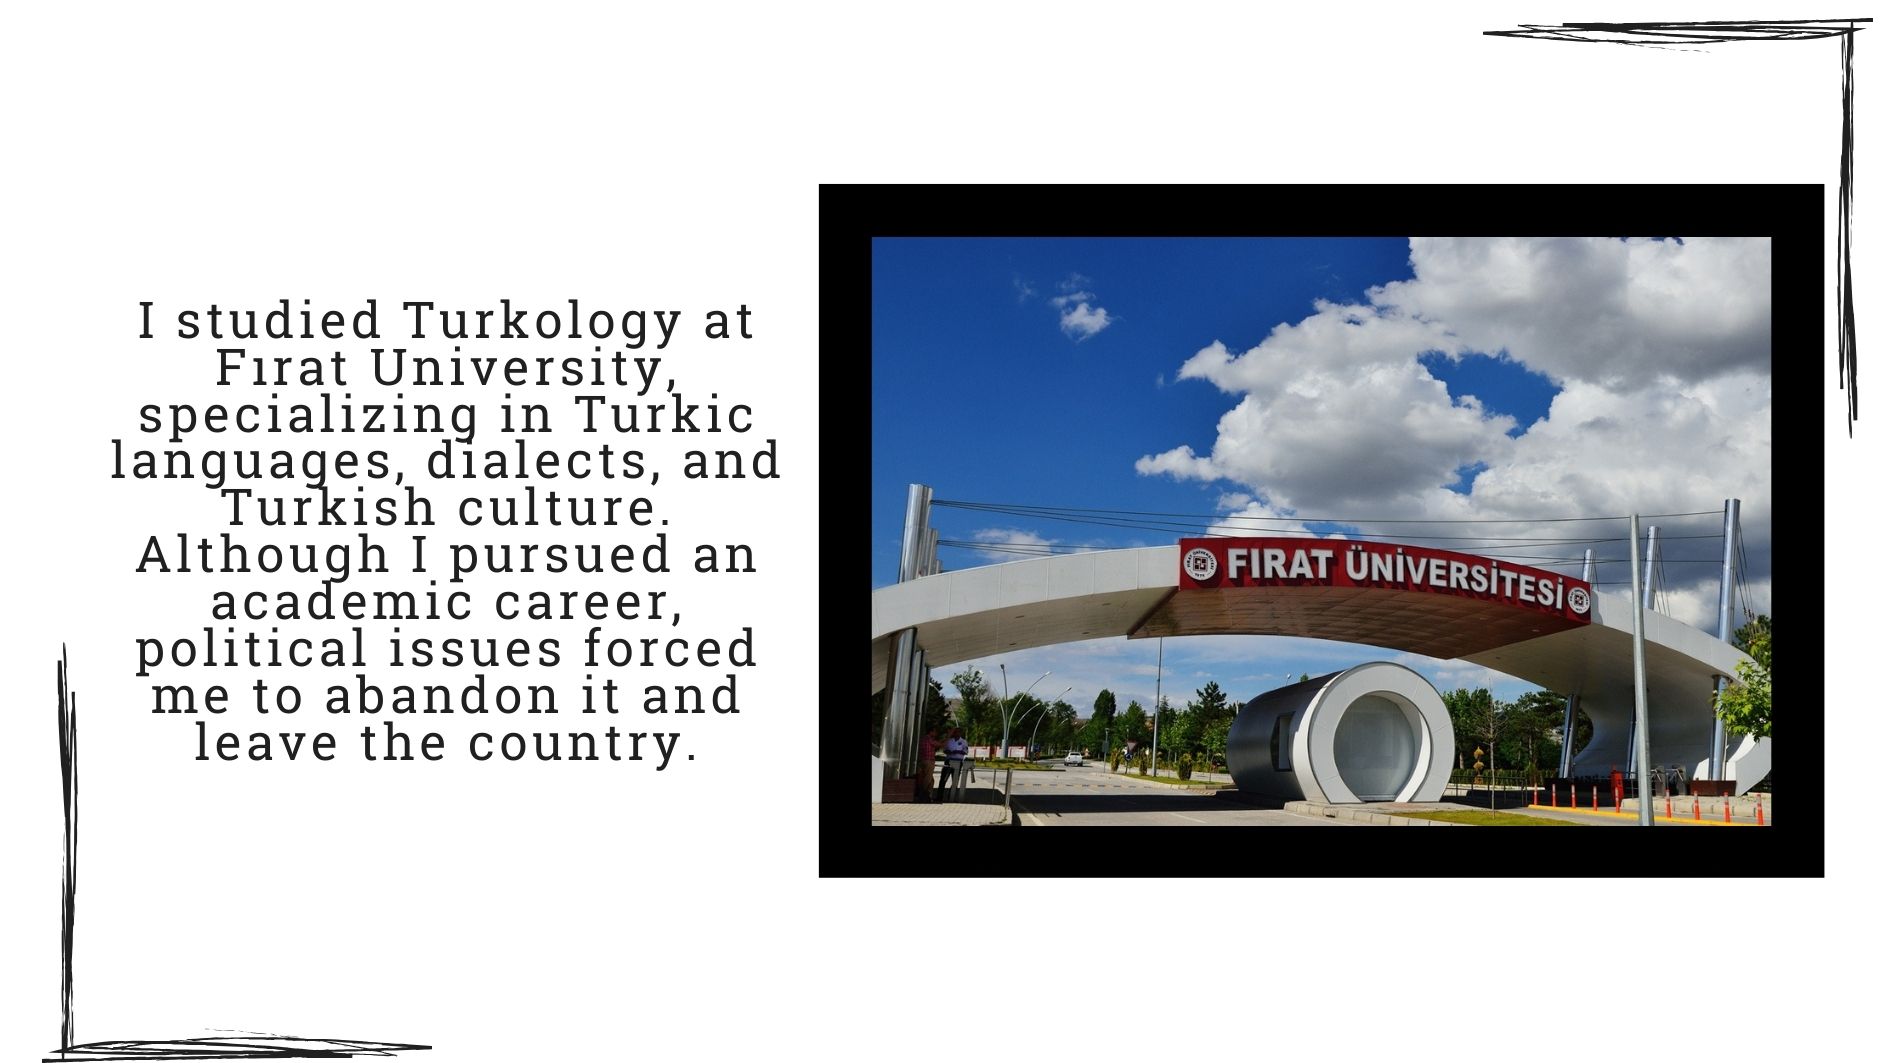 I studied Turkology at
Fırat University,
specializing in Turkic
languages, dialects, and
Turkish culture.
Although I pursued an
academic career,
political issues forced
me to abandon it and
leave the country.
FIRAT ÜNİVERSİTESİ